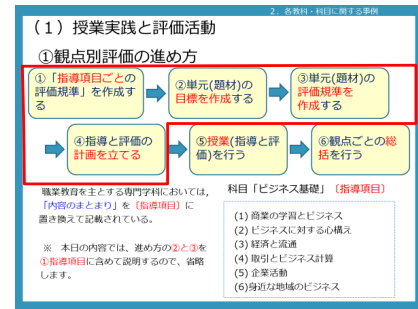 2．各教科・科目に関する事例
（１）授業実践と評価活動
①観点別評価の進め方
①「指導項目ごとの
評価規準」を作成す
る
②単元(題材)の
目標を作成する
③単元(題材)の
評価規準を
作成する
④指導と評価の
計画を立てる
⑤授業(指導と評
価)を行う
⑥観点ごとの総
括を行う
職業教育を主とする専門学科においては,
「内容のまとまり」を〔指導項目〕に
置き換えて記載されている。
※　本日の内容では、進め方の②と③を
①指導項目に含めて説明するので、省略
します。
科目「ビジネス基礎」〔指導項目〕
(1) 商業の学習とビジネス
(2) ビジネスに対する心構え
(3) 経済と流通
(4) 取引とビジネス計算
(5) 企業活動
(6)身近な地域のビジネス